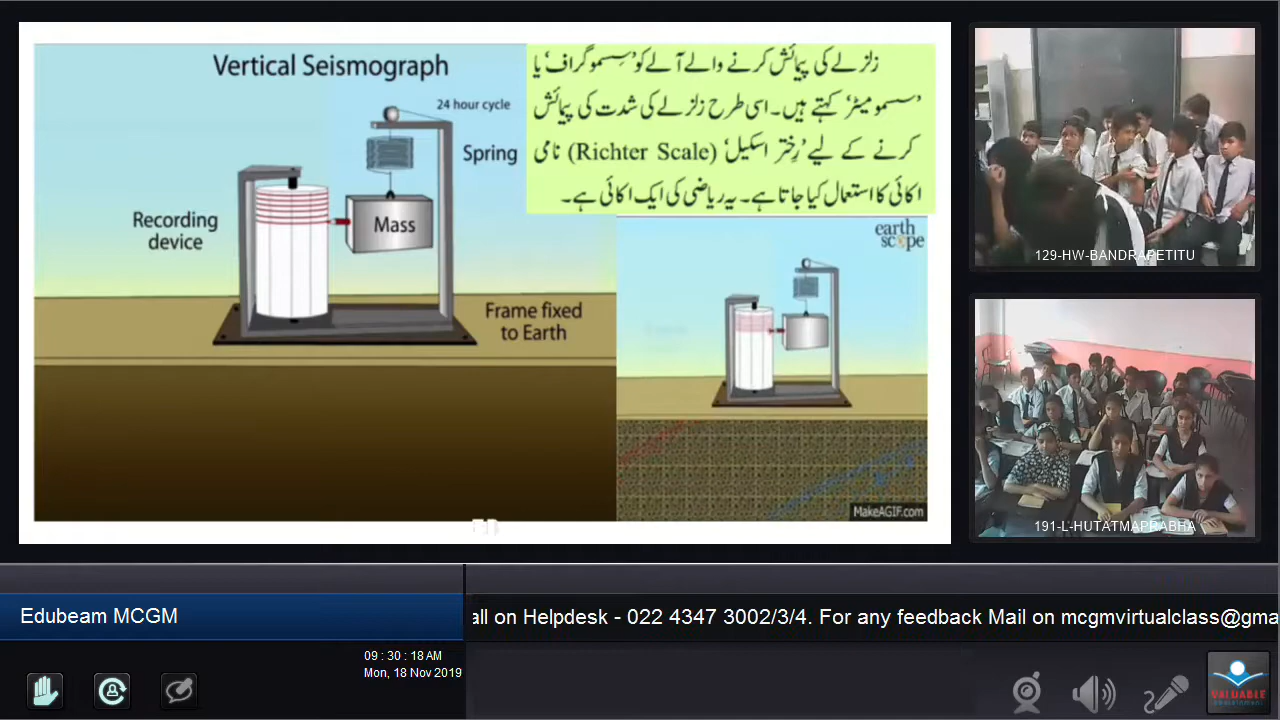 Vertical Seismograph
24 hour cycle
Spring
Recording
device
Mass
Frame fixed
to Earth
زلزلے کی پیمائش کرنے والے آلے کو ’سِسموگراف‘ یا
’سسمومیٹر‘ کہتے ہیں۔ اسی طرح زلزلے کی شدت کی پیمائش
کرنے کے لیے ’رِختر اسکیل‘ (Richter Scale) نامی
اکائی کا استعمال کیا جاتا ہے۔ یہ ریاضی کی ایک اکائی ہے۔
earth
scope
MakeAGIF.com
129-HW-BANDRAPETITU
191-L-HUTATMAPRABHA
Edubeam MCGM
all on Helpdesk - 022 4347 3002/3/4. For any feedback Mail on mcgmvirtualclass@gma
09 : 30 : 18 AM
Mon, 18 Nov 2019
VALUABLE